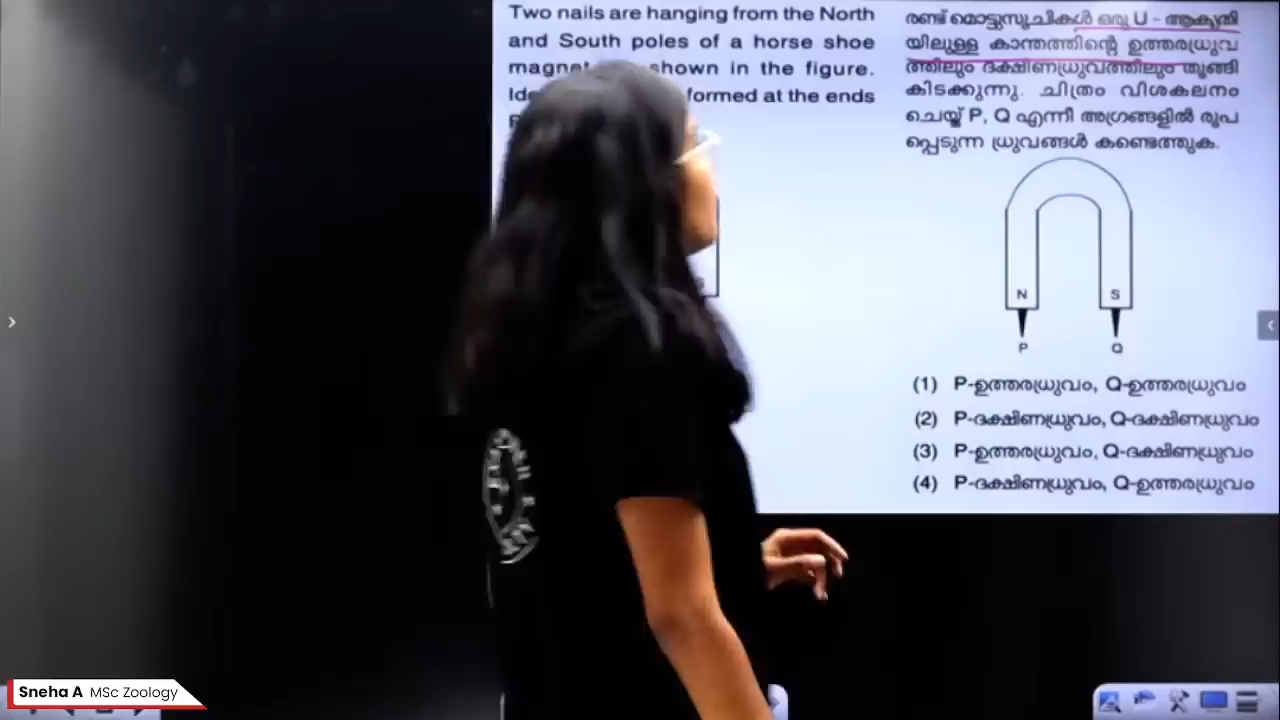 Two nails are hanging from the North
and South poles of a horse shoe
shown in the figure.
formed at the ends
രണ്ട് മൊട്ടുസൂചികൾ ഒരു U - ആകൃതി
യിലുള്ള കാന്തത്തിന്റെ ഉത്തരധ്രുവ
ത്തിലും ദക്ഷിണധ്രുവത്തിലും തൂങ്ങി
കിടക്കുന്നു. ചിത്രം വിശകലനം
ചെയ്ത് P, Q എന്നീ അഗ്രങ്ങളിൽ രൂപ
പ്പെടുന്ന ധ്രുവങ്ങൾ കണ്ടെത്തുക.
N S
P Q
(1) P-ഉത്തരധ്രുവം, Q-ഉത്തരധ്രുവം
(2) P-ദക്ഷിണധ്രുവം, Q-ദക്ഷിണധ്രുവം
(3) P-ഉത്തരധ്രുവം, Q-ദക്ഷിണധ്രുവം
(4) P-ദക്ഷിണധ്രുവം, Q-ഉത്തരധ്രുവം
Sneha A MSc Zoology